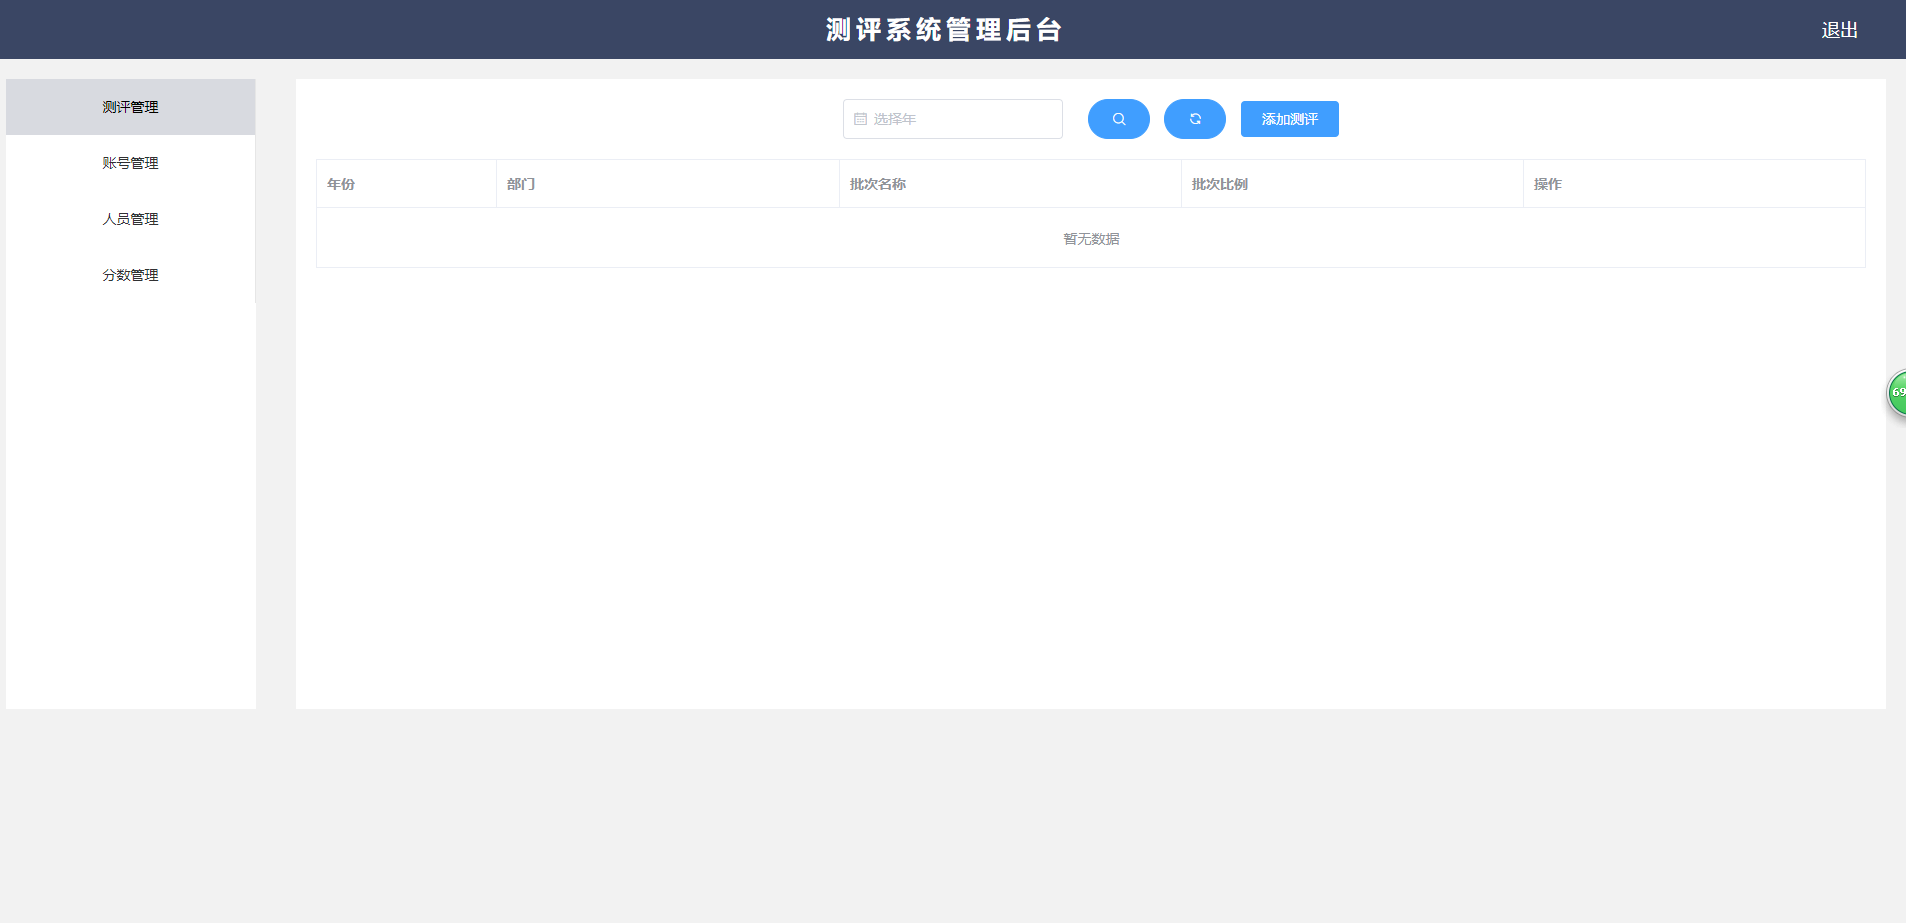 测评系统管理后台
退出
测评管理
账号管理
人员管理
分数管理
选择年
添加测评
年份
部门
批次名称
批次比例
操作
暂无数据
69